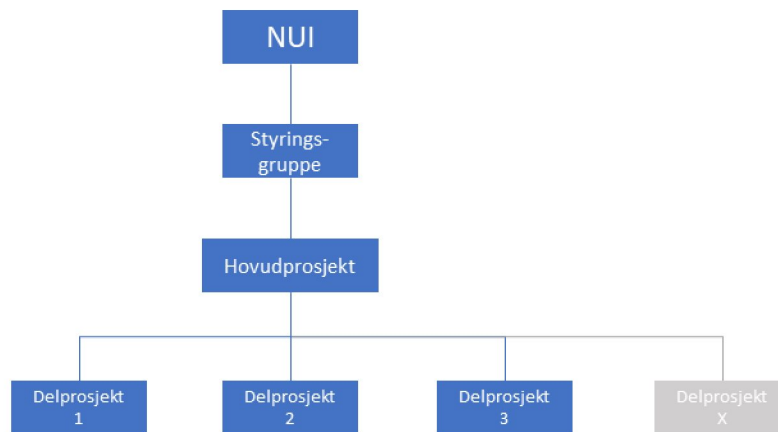 NUI
Styrings-
gruppe
Hovudprosjekt
Delprosjekt
1
Delprosjekt
2
Delprosjekt
3
Delprosjekt
X